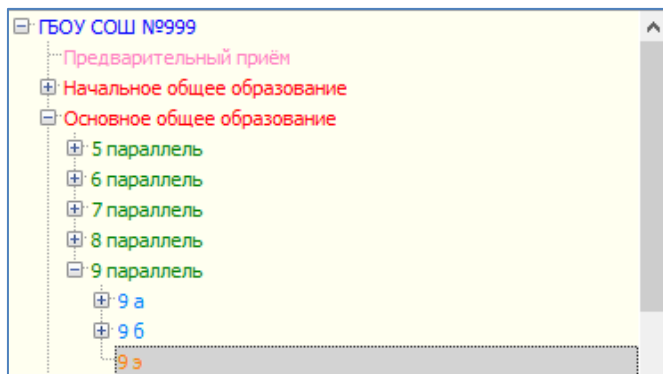 ГБОУ СОШ №999
Предварительный приём
Начальное общее образование
Основное общее образование
5 параллель
6 параллель
7 параллель
8 параллель
9 параллель
9 а
9 б
9 э